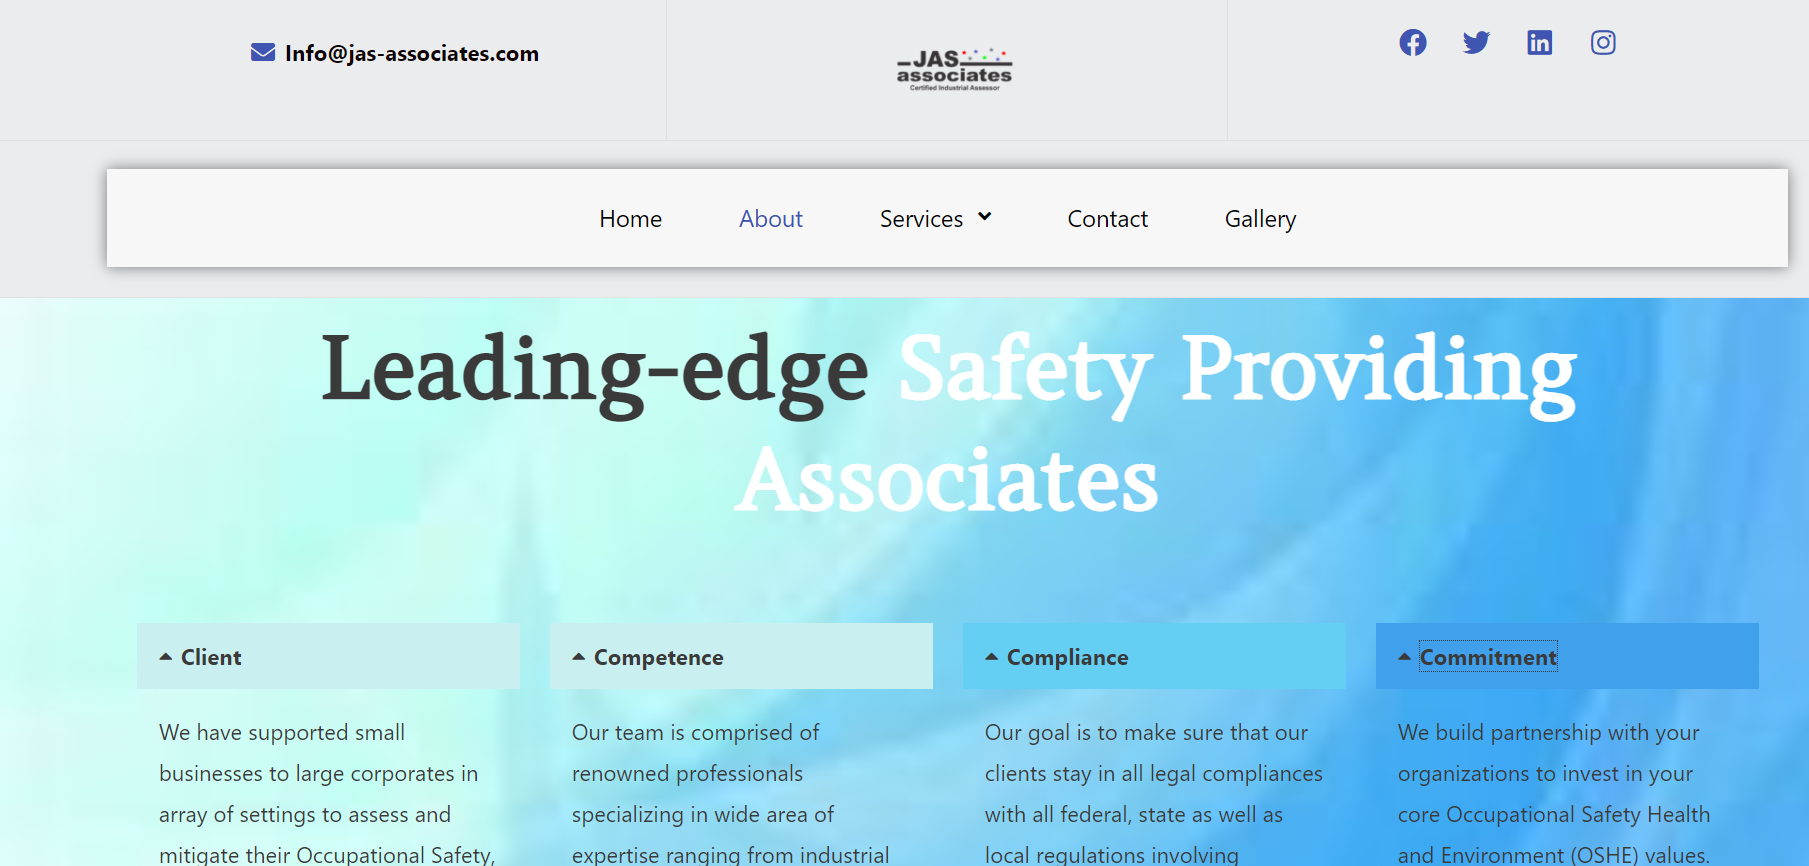 Info@jas-associates.com
JAS
associates
Certified Industrial Assessor
Home About Services Contact Gallery
Leading-edge Safety Providing
Associates
Client
We have supported small
businesses to large corporates in
array of settings to assess and
mitigate their Occupational Safety,
Competence
Our team is comprised of
renowned professionals
specializing in wide area of
expertise ranging from industrial
Compliance
Our goal is to make sure that our
clients stay in all legal compliances
with all federal, state as well as
local regulations involving
Commitment
We build partnership with your
organizations to invest in your
core Occupational Safety Health
and Environment (OSHE) values.